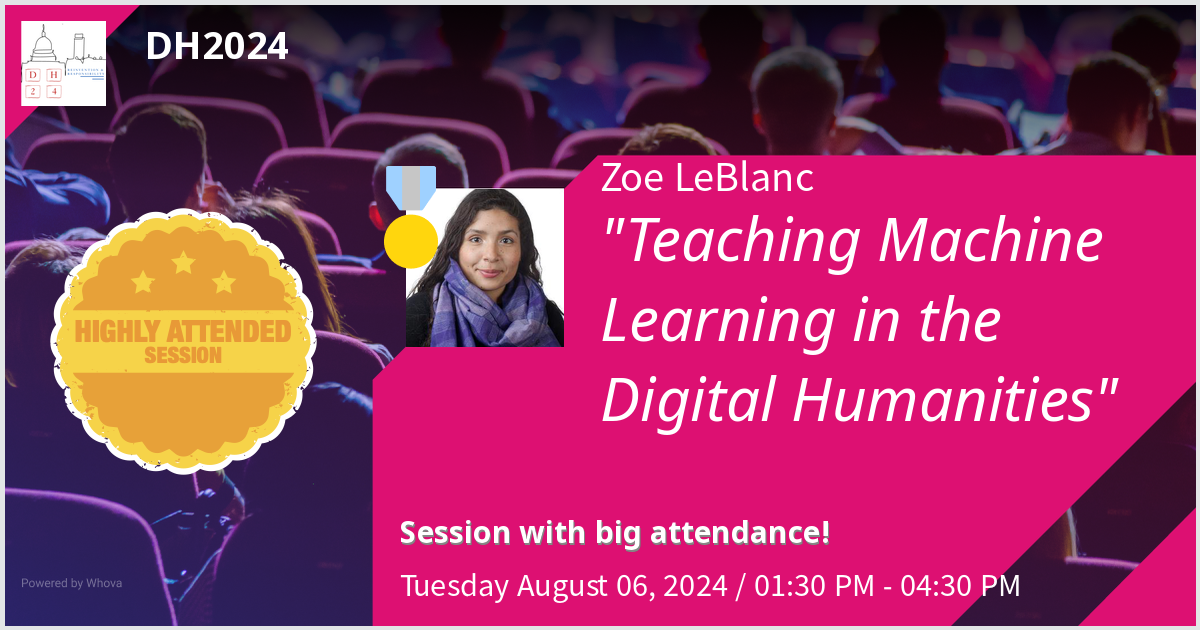 DH2024
D H
2 4
Zoe LeBlanc
"Teaching Machine
Learning in the
Digital Humanities"
HIGHLY ATTENDED
SESSION
Session with big attendance!
Tuesday August 06, 2024 / 01:30 PM - 04:30 PM
Powered by Whova